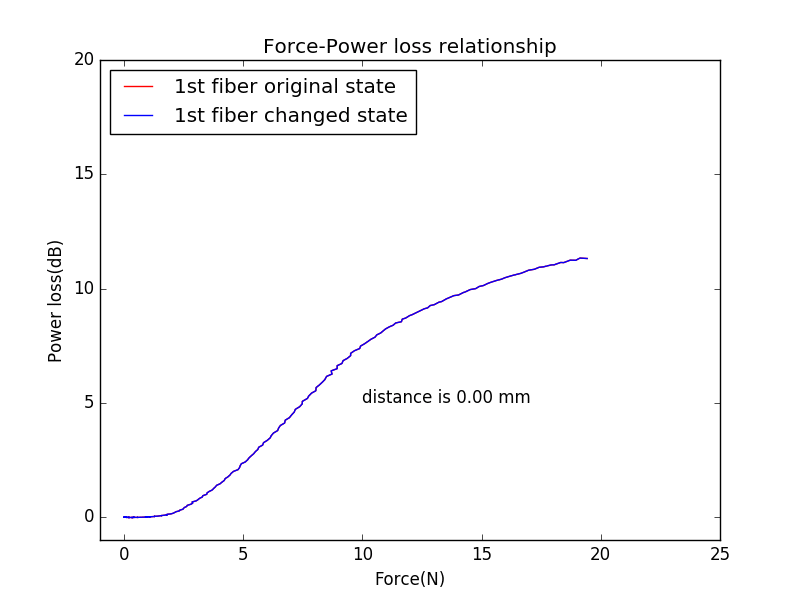 Force-Power loss relationship
1st fiber original state
1st fiber changed state
20
15
10
5
0
Power loss(dB)
distance is 0.00 mm
0 5 10 15 20 25
Force(N)